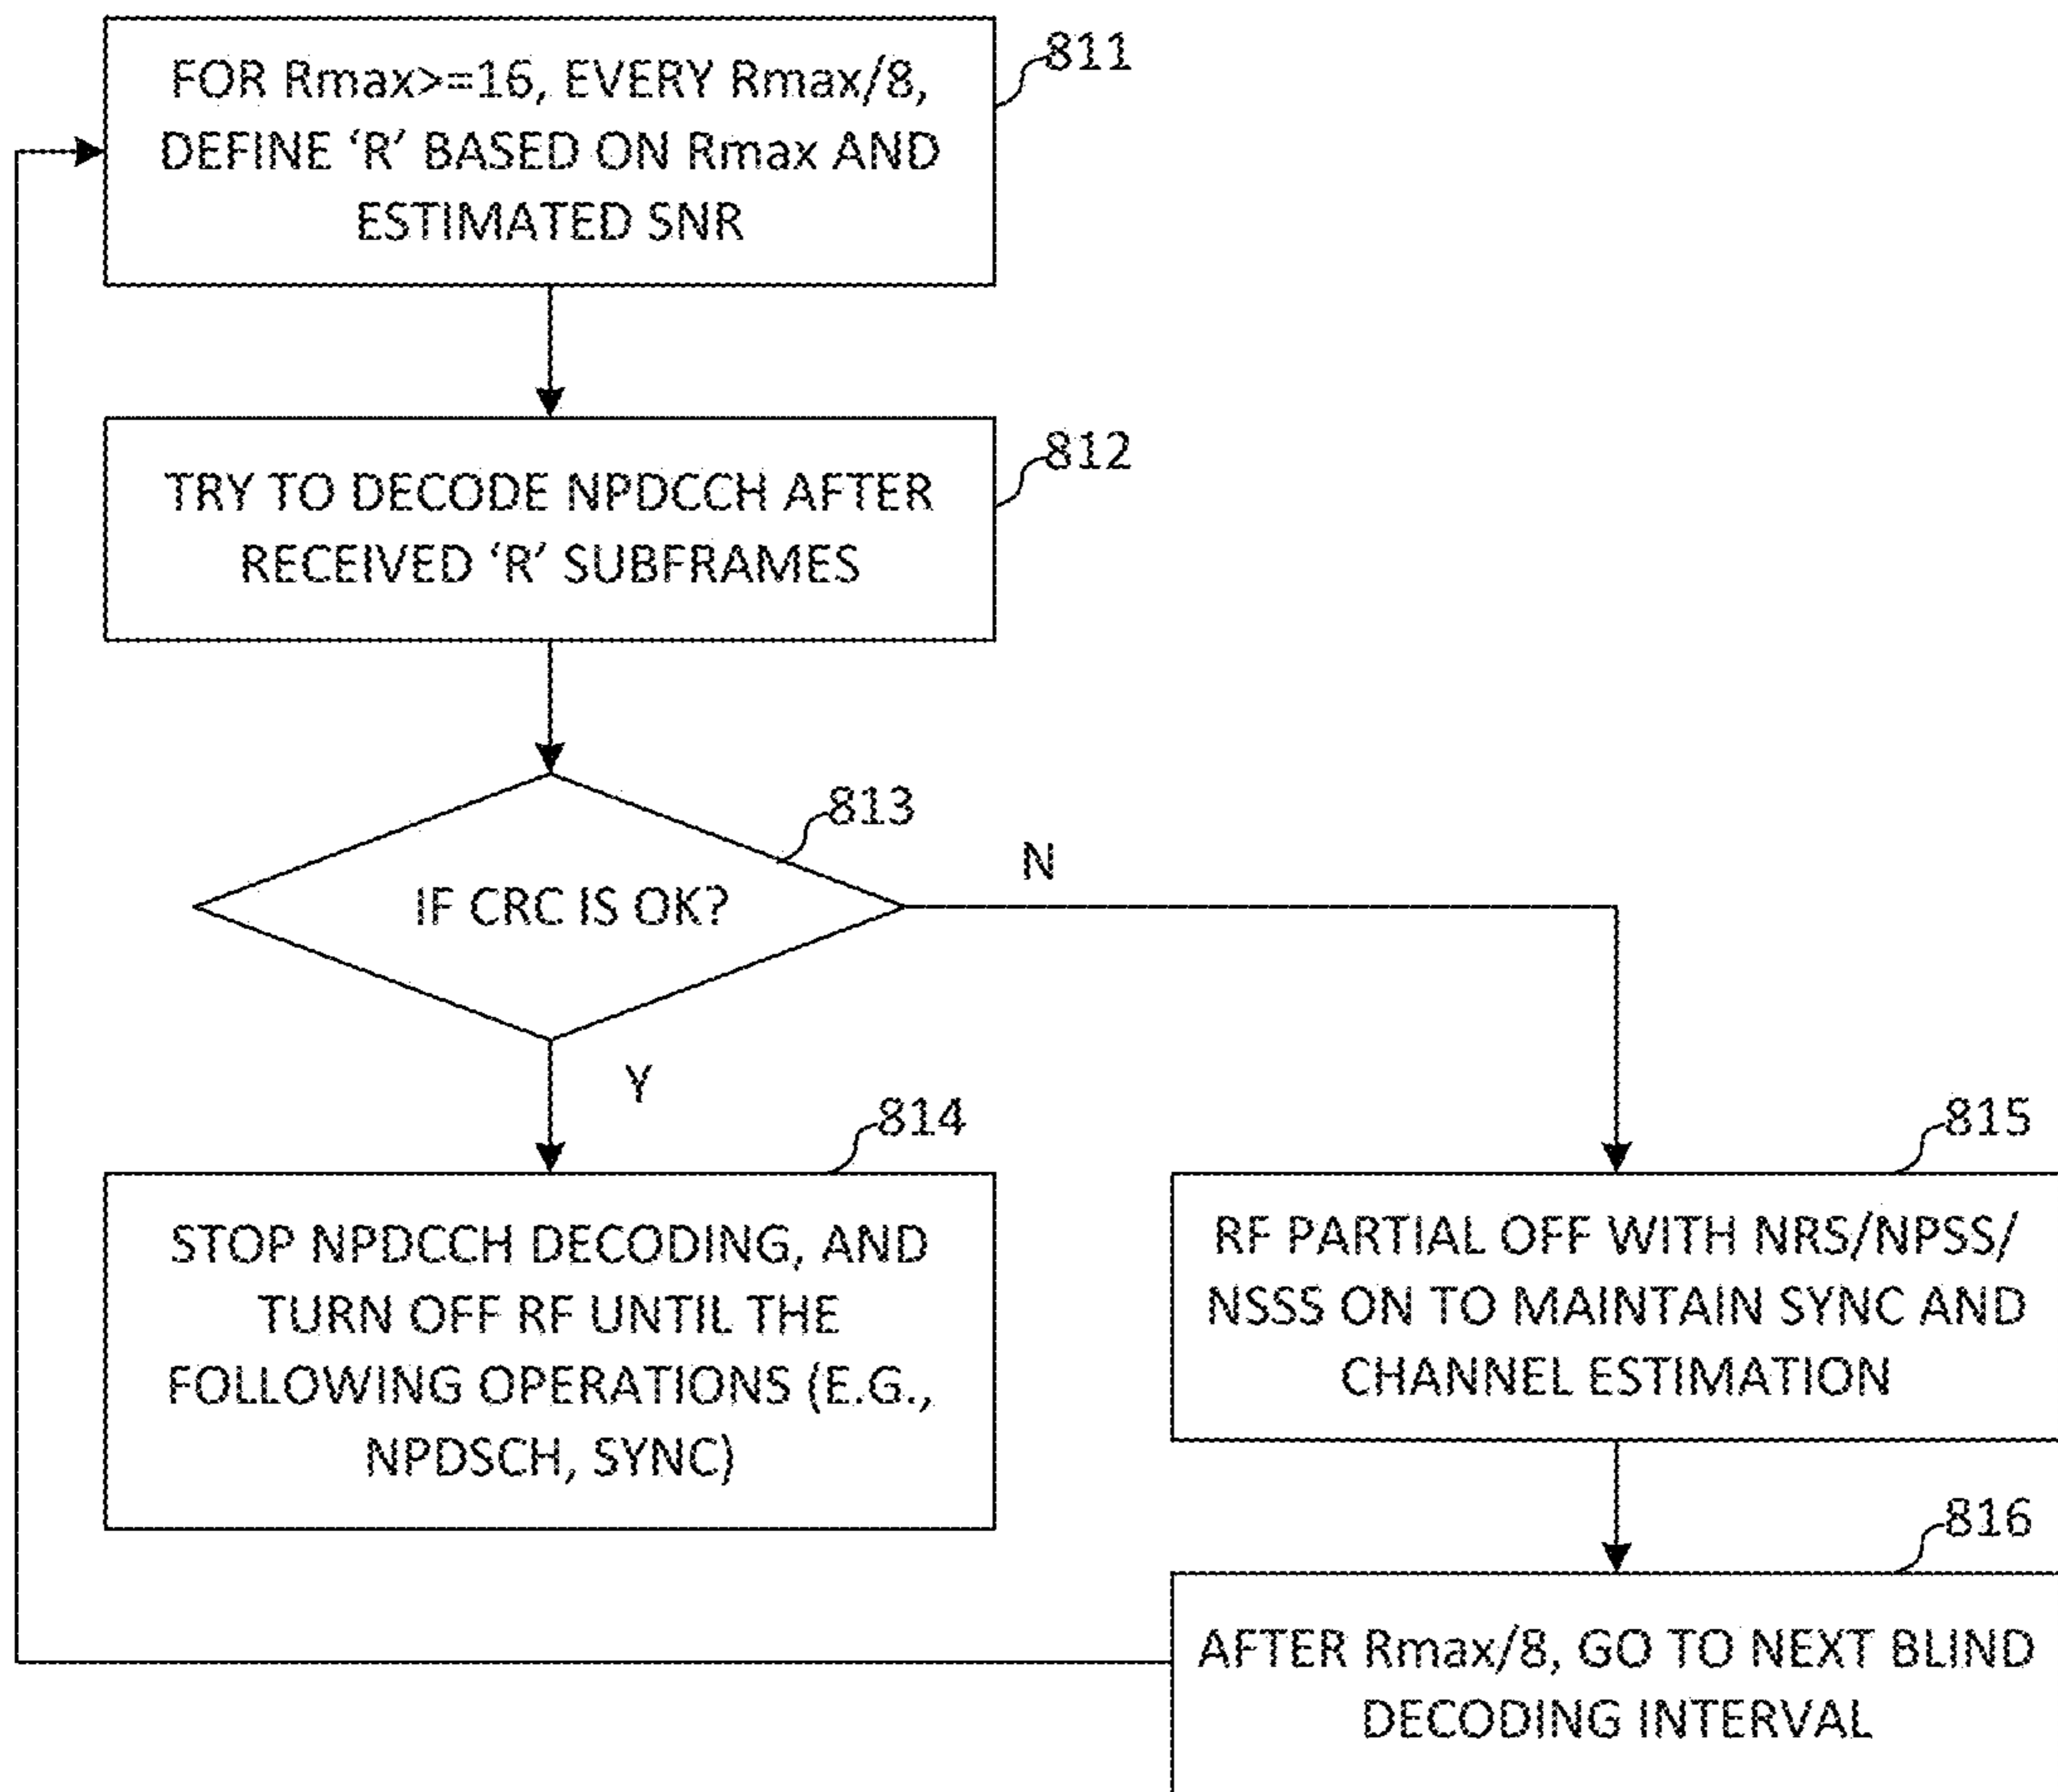 FOR Rmax>=16, EVERY Rmax/8,
DEFINE ‘R’ BASED ON Rmax AND
ESTIMATED SNR
811
TRY TO DECODE NPDCCH AFTER
RECEIVED ‘R’ SUBFRAMES
812
IF CRC IS OK?
813
N
Y
STOP NPDCCH DECODING, AND
TURN OFF RF UNTIL THE
FOLLOWING OPERATIONS (E.G.,
NPDSCH, SYNC)
814
RF PARTIAL OFF WITH NRS/NPSS/
NSSS ON TO MAINTAIN SYNC AND
CHANNEL ESTIMATION
815
AFTER Rmax/8, GO TO NEXT BLIND
DECODING INTERVAL
816